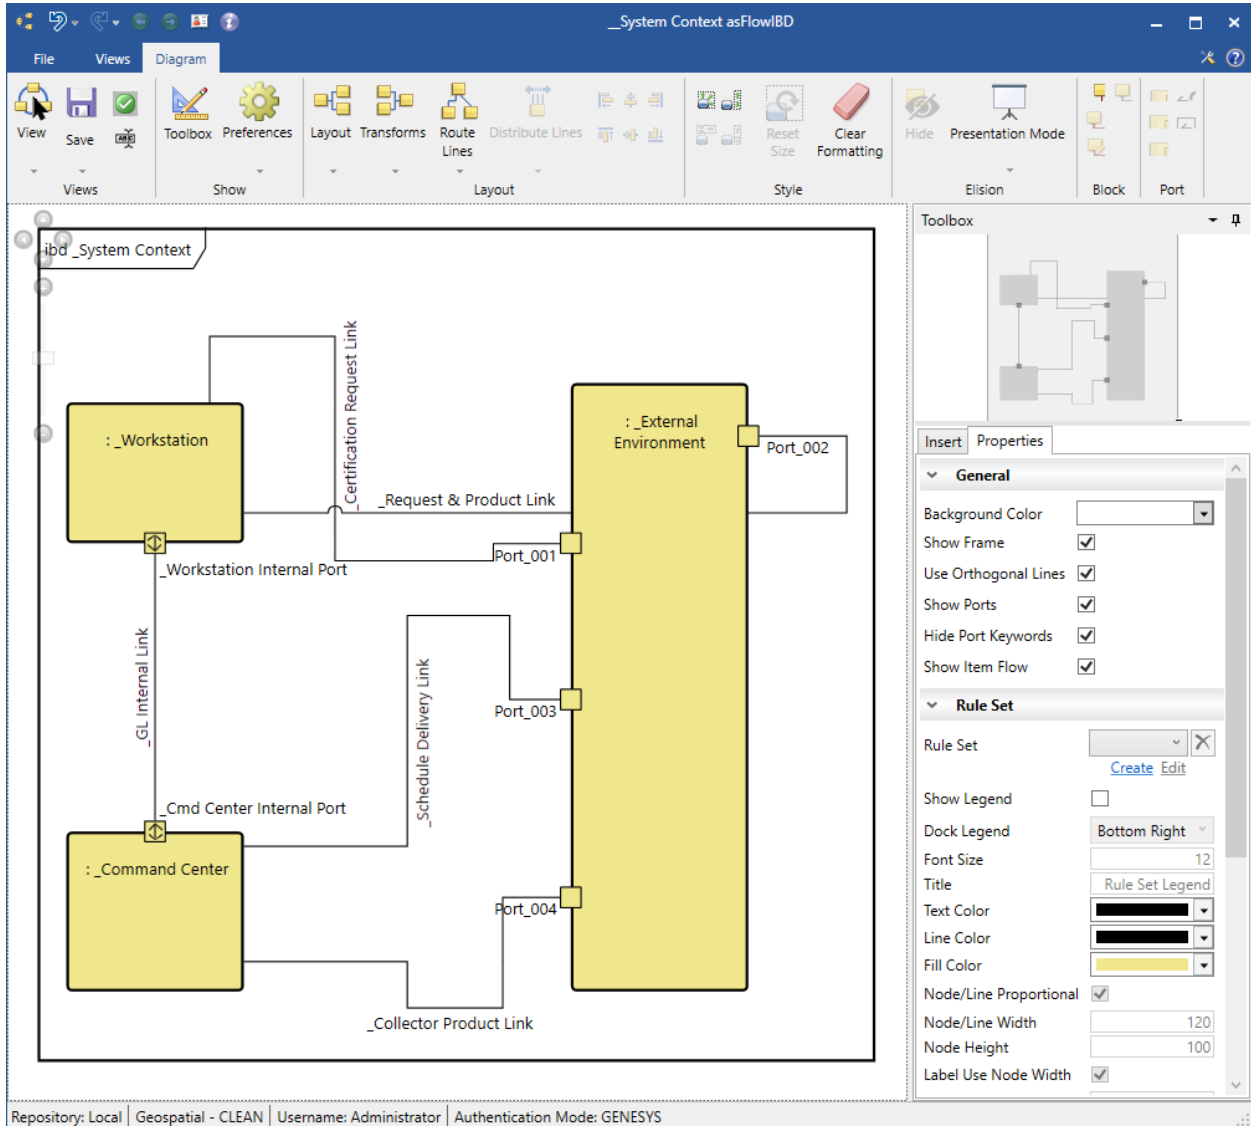 __System Context asFlowIBD
File Views Diagram
View Save Toolbox Preferences Layout Transforms Route Lines Distribute Lines Reset Size Clear Formatting Hide Presentation Mode
Views Show Layout Style Elision Block Port
ibd _System Context
_Certification Request Link
: _Workstation
: _External
Environment
Port_002
_Request & Product Link
Port_001
_Workstation Internal Port
_GL Internal Link
_Schedule Delivery Link
Port_003
_Cmd Center Internal Port
: _Command Center
Port_004
_Collector Product Link
Toolbox
Insert Properties
General
Background Color
Show Frame
Use Orthogonal Lines
Show Ports
Hide Port Keywords
Show Item Flow
Rule Set
Rule Set
Create Edit
Show Legend
Dock Legend Bottom Right
Font Size 12
Title Rule Set Legend
Text Color
Line Color
Fill Color
Node/Line Proportional
Node/Line Width 120
Node Height 100
Label Use Node Width
Repository: Local Geospatial - CLEAN Username: Administrator Authentication Mode: GENESYS